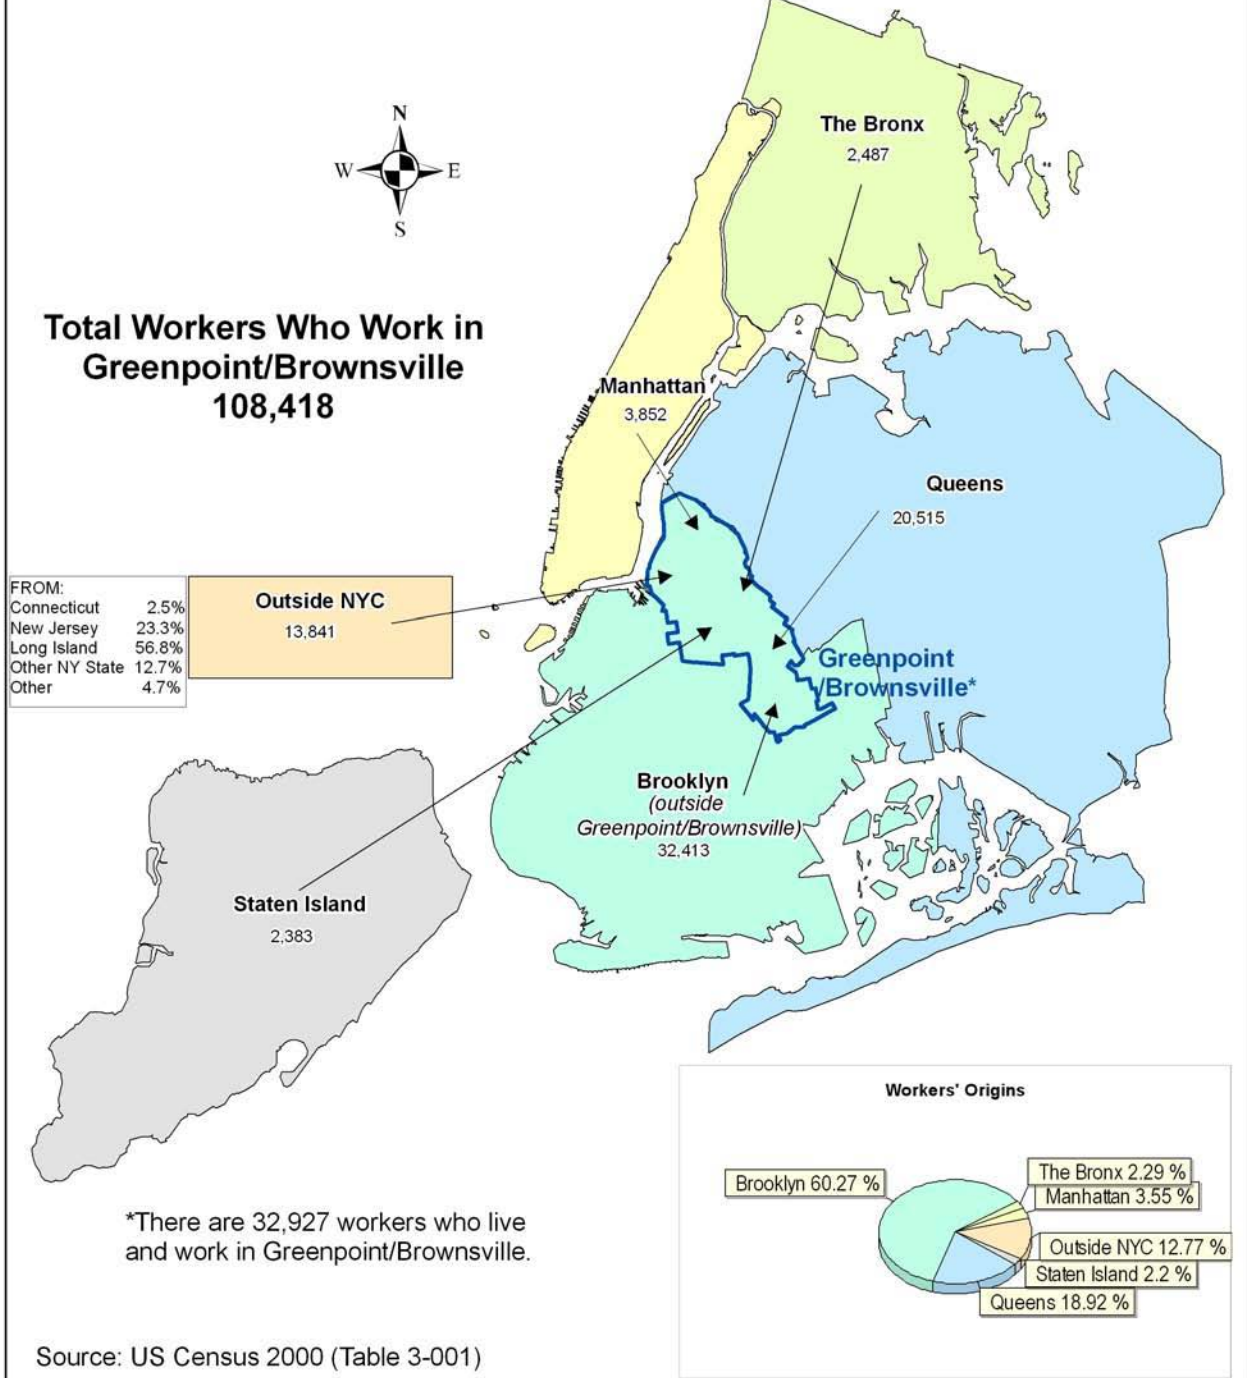 N
W E
S
The Bronx
2,487
Total Workers Who Work in
Greenpoint/Brownsville
108,418
Manhattan
3,852
Queens
20,515
FROM:
Connecticut 2.5%
New Jersey 23.3%
Long Island 56.8%
Other NY State 12.7%
Other 4.7%
Outside NYC
13,841
Greenpoint
/Brownsville*
Brooklyn
(outside
Greenpoint/Brownsville)
32,413
Staten Island
2,383
*There are 32,927 workers who live
and work in Greenpoint/Brownsville.
Workers' Origins
Brooklyn 60.27 %
The Bronx 2.29 %
Manhattan 3.55 %
Outside NYC 12.77 %
Staten Island 2.2 %
Queens 18.92 %
Source: US Census 2000 (Table 3-001)